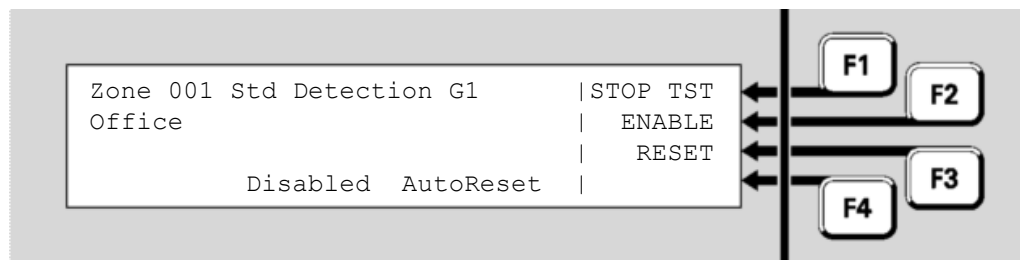 Zone 001 Std Detection G1 |STOP TST
Office | ENABLE
| RESET
Disabled AutoReset |
F1
F2
F3
F4